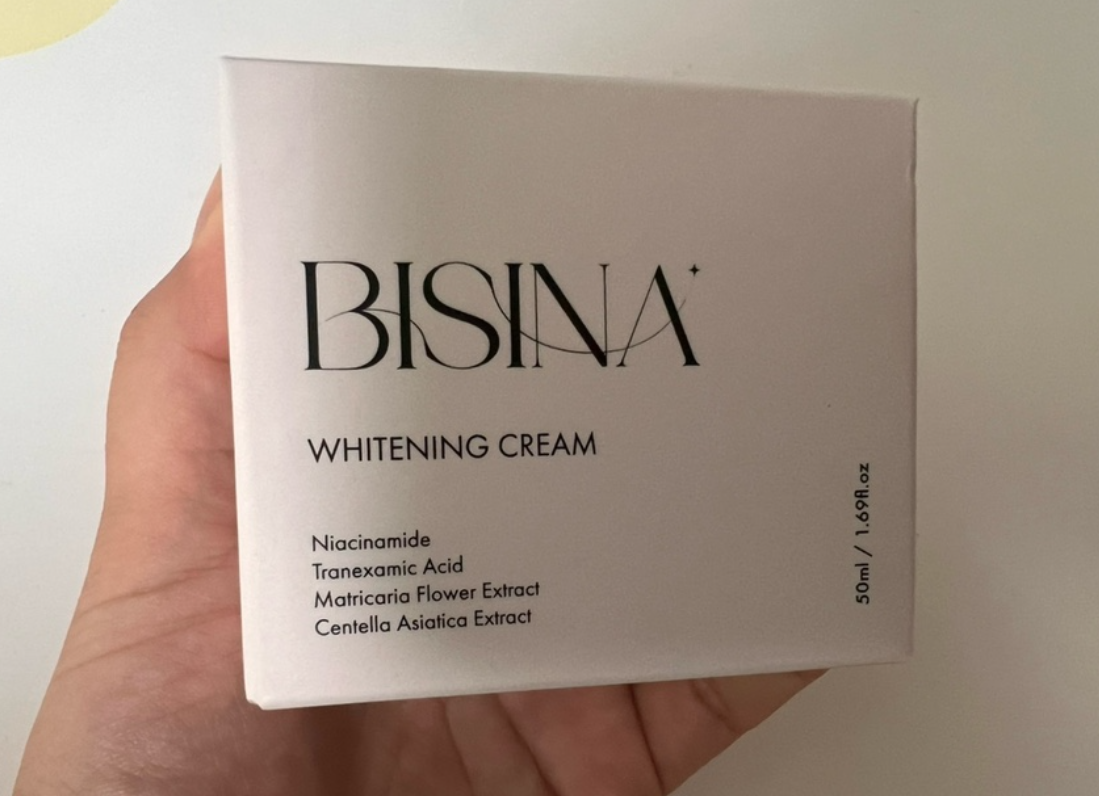 BISINA
WHITENING CREAM
Niacinamide
Tranexamic Acid
Matricaria Flower Extract
Centella Asiatica Extract
50ml / 1.69fl.oz